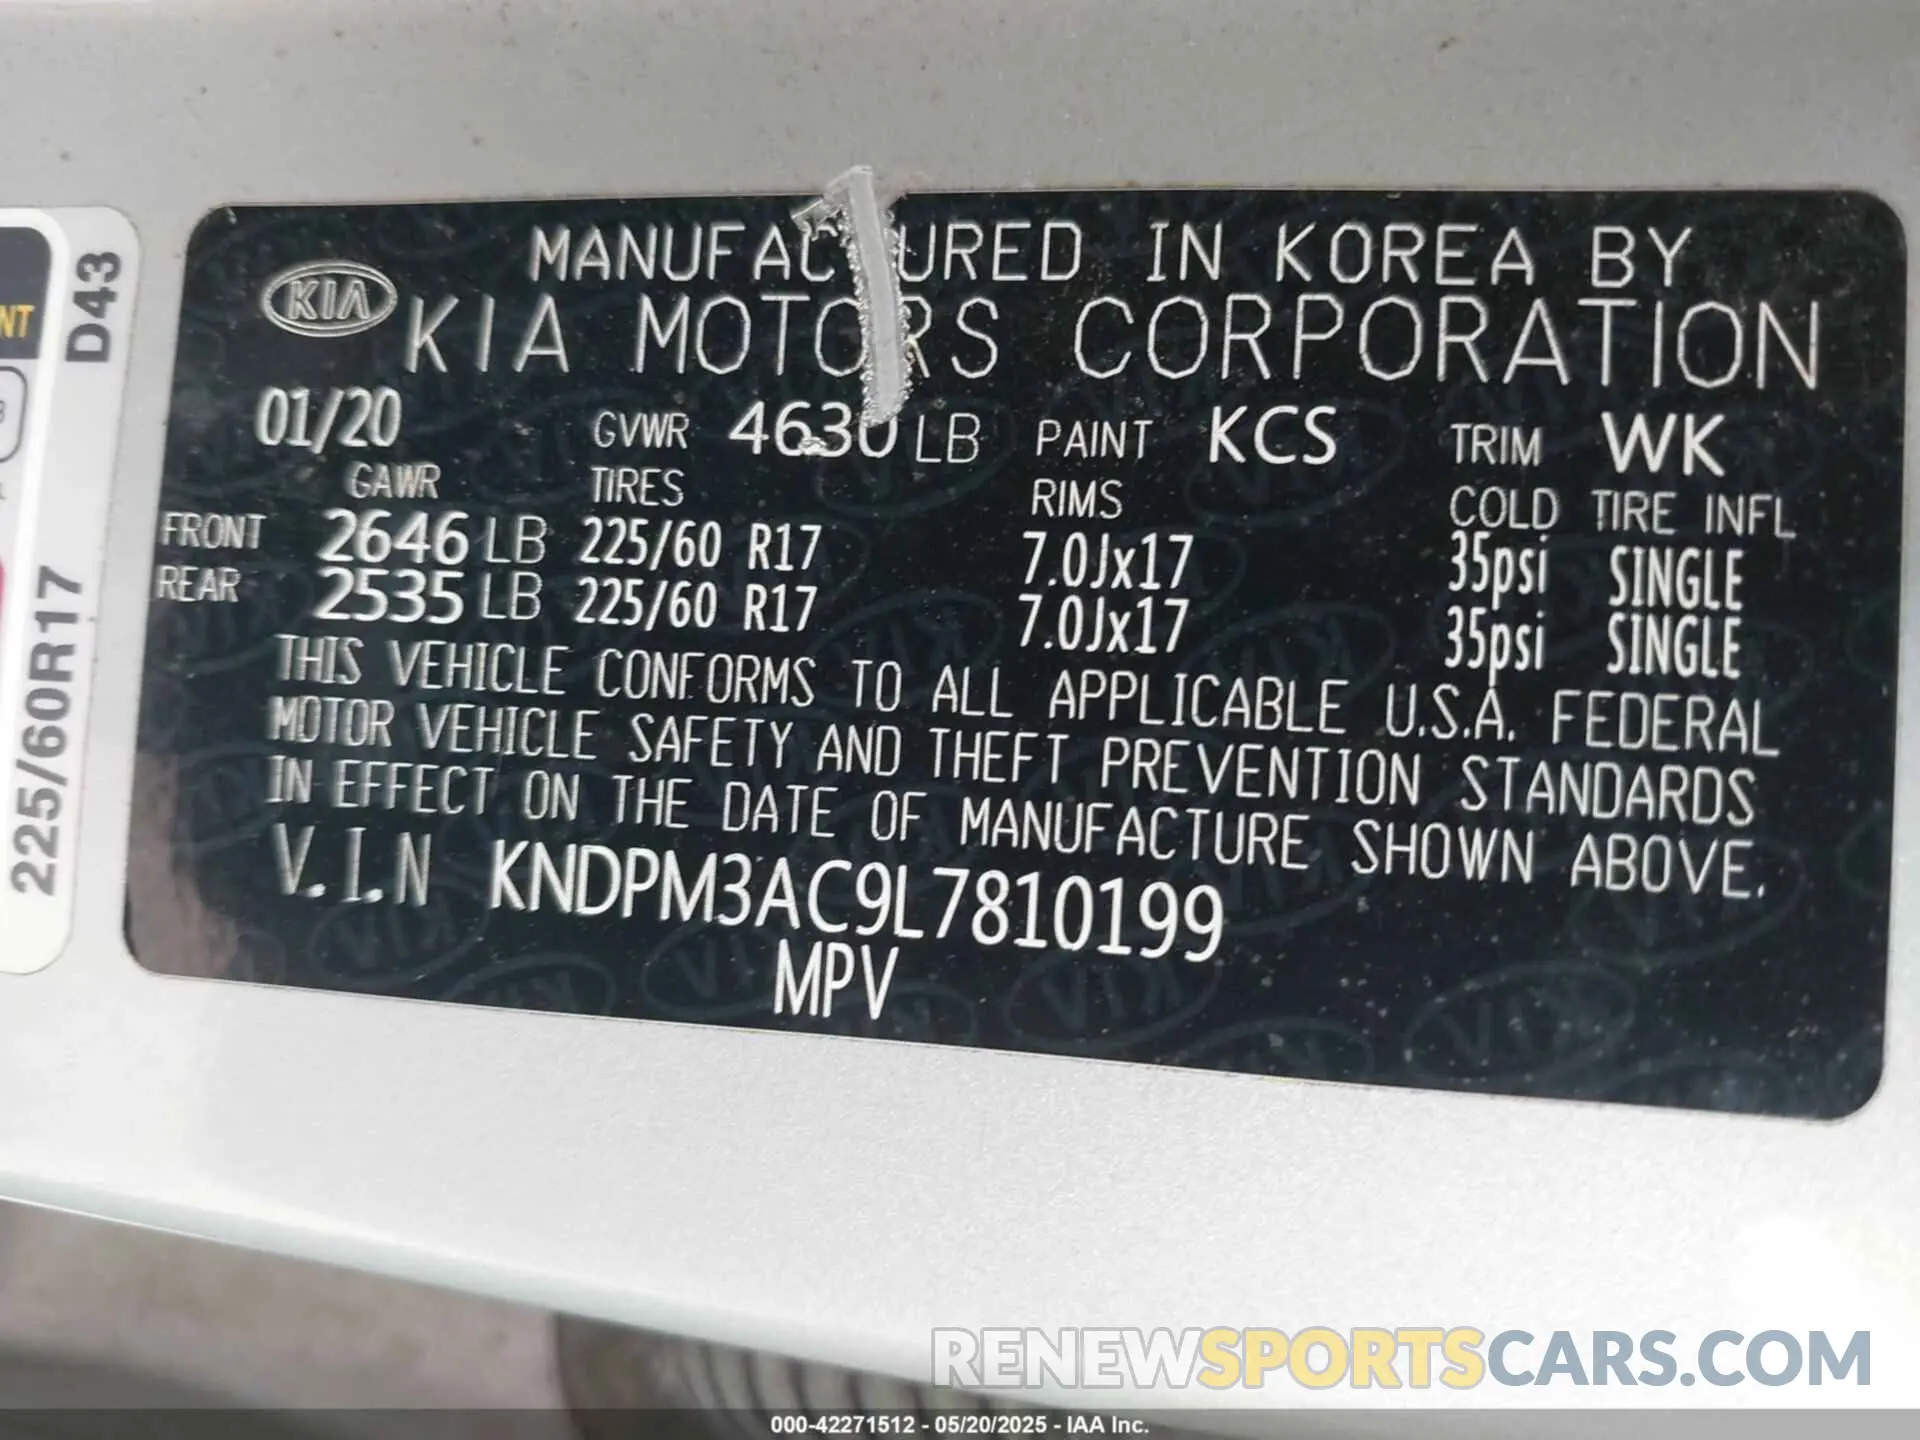 MANUFACTURED IN KOREA BY
KIA KIA MOTORS CORPORATION
01/20 GVWR 4630 LB PAINT KCS TRIM WK
GAWR TIRES RIMS COLD TIRE INFL
FRONT 2646 LB 225/60 R17 7.0Jx17 35psi SINGLE
REAR 2535 LB 225/60 R17 7.0Jx17 35psi SINGLE
THIS VEHICLE CONFORMS TO ALL APPLICABLE U.S.A. FEDERAL
MOTOR VEHICLE SAFETY AND THEFT PREVENTION STANDARDS
IN EFFECT ON THE DATE OF MANUFACTURE SHOWN ABOVE.
V.I.N KNDPM3AC9L7810199
MPV
225/60R17 D43
RENEWSPORTSCARS.COM
000-42271512 - 05/20/2025 - IAA Inc.